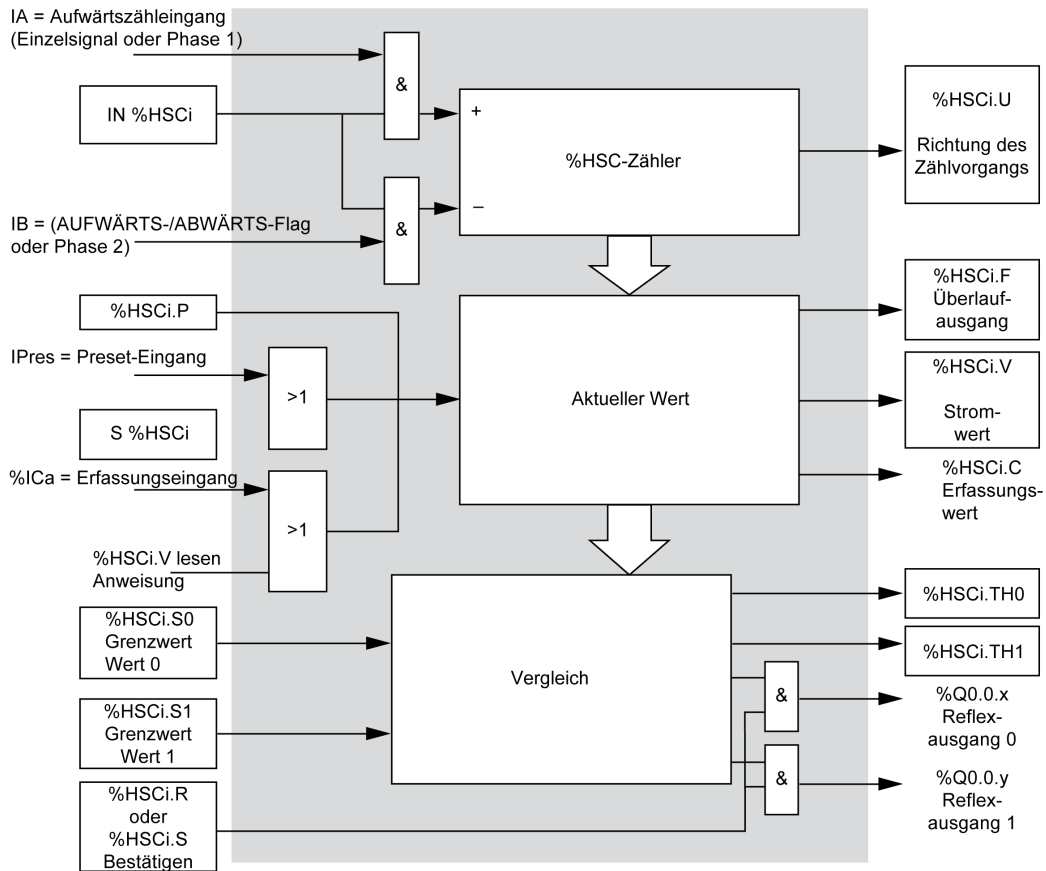 IA = Aufwärtszähleingang
(Einzelsignal oder Phase 1)
&
IN %HSCi
+
%HSC-Zähler
%HSCi.U
Richtung des
Zählvorgangs
–
IB = (AUFWÄRTS-/ABWÄRTS-Flag
oder Phase 2)
&
%HSCi.P
%HSCi.F
Überlauf-
ausgang
IPres = Preset-Eingang
>1
Aktueller Wert
%HSCi.V
Strom-
wert
S %HSCi
%ICa = Erfassungseingang
>1
%HSCi.C
Erfassungs-
wert
%HSCi.V lesen
Anweisung
%HSCi.S0
Grenzwert
Wert 0
Vergleich
%HSCi.TH0
%HSCi.TH1
%HSCi.S1
Grenzwert
Wert 1
&
%Q0.0.x
Reflex-
ausgang 0
%HSCi.R
oder
%HSCi.S
Bestätigen
&
%Q0.0.y
Reflex-
ausgang 1